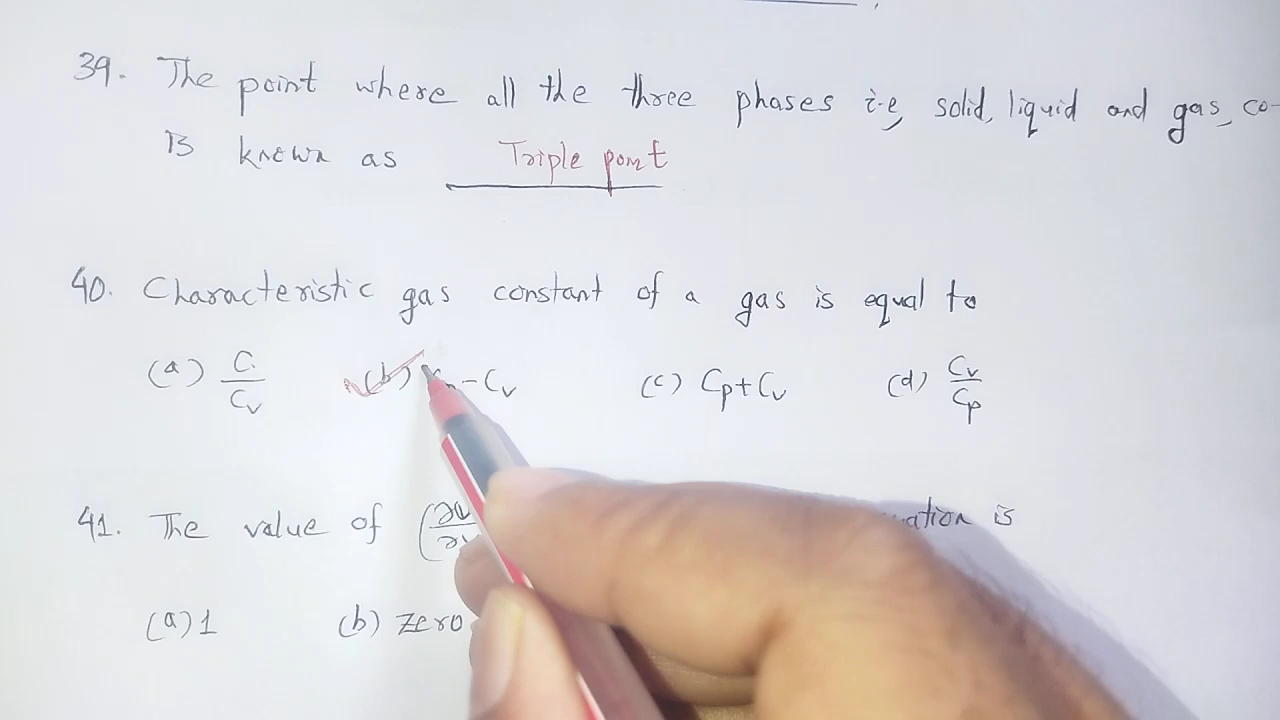 39. The point where all the three phases i.e, solid, liquid and gas, co-
is known as Triple point
40. Characteristic gas constant of a gas is equal to
(a) C/Cv (b) - Cv (c) Cp+Cv (d) Cv/Cp
41. The value of is
(a) 1 (b) Zero